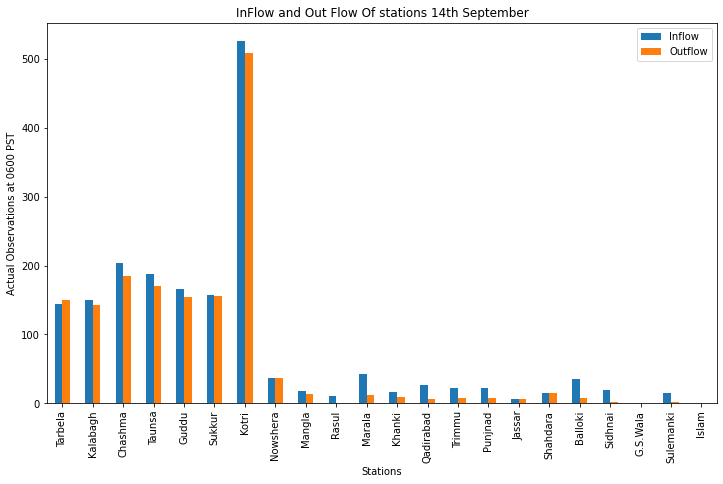 InFlow and Out Flow Of stations 14th September
Inflow
Outflow
Actual Observations at 0600 PST
500
400
300
200
100
0
Tarbela
Kalabagh
Chashma
Taunsa
Guddu
Sukkur
Kotri
Nowshera
Mangla
Rasul
Marala
Khanki
Qadirabad
Trimmu
Punjnad
Jassar
Shahdara
Balloki
Sidhnai
G.S.Wala
Sulemanki
Islam
Stations